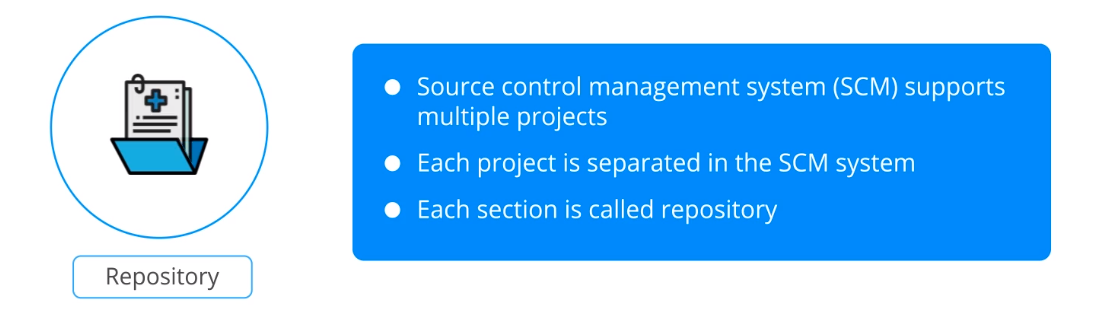 Source control management system (SCM) supports
multiple projects
Each project is separated in the SCM system
Each section is called repository
Repository